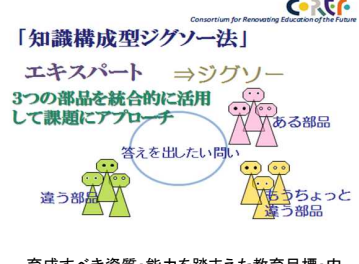 CoREF
Consortium for Renovating Education of the Future
「知識構成型ジグソー法」
エキスパート ⇒ジグソー
3つの部品を統合的に活用
して課題にアプローチ
ある部品
答えを出したい問い
違う部品
もうちょっと
違う部品